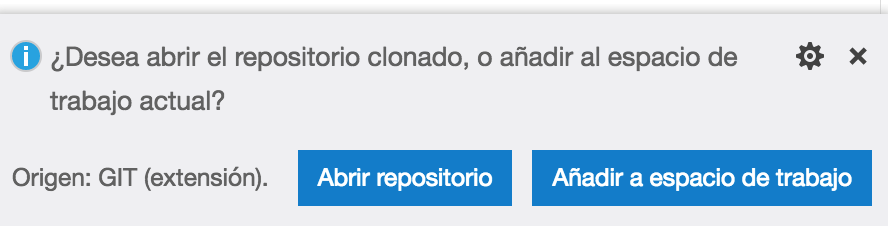 ¿Desea abrir el repositorio clonado, o añadir al espacio de
trabajo actual?
Origen: GIT (extensión). Abrir repositorio Añadir a espacio de trabajo